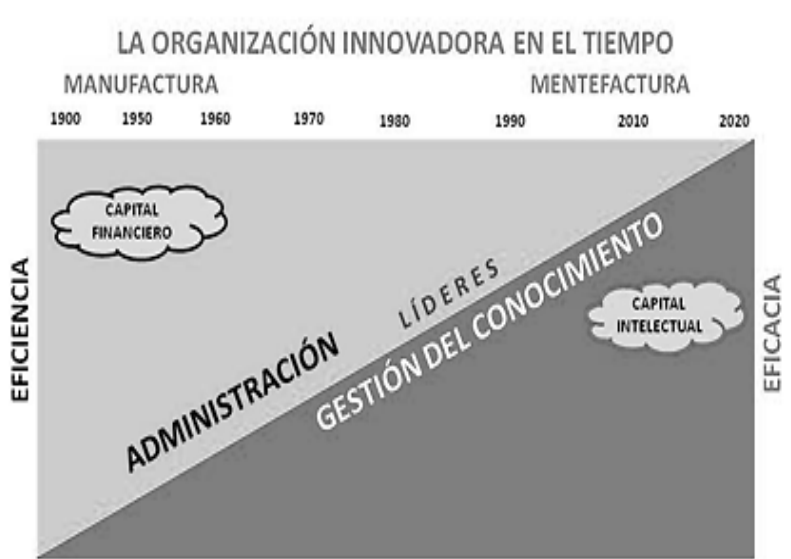 LA ORGANIZACIÓN INNOVADORA EN EL TIEMPO
MANUFACTURA
MENTEFACTURA
1900 1950 1960 1970 1980 1990 2010 2020
CAPITAL
FINANCIERO
EFICIENCIA
ADMINISTRACIÓN
LÍDERES
GESTIÓN DEL CONOCIMIENTO
CAPITAL
INTELECTUAL
EFICACIA